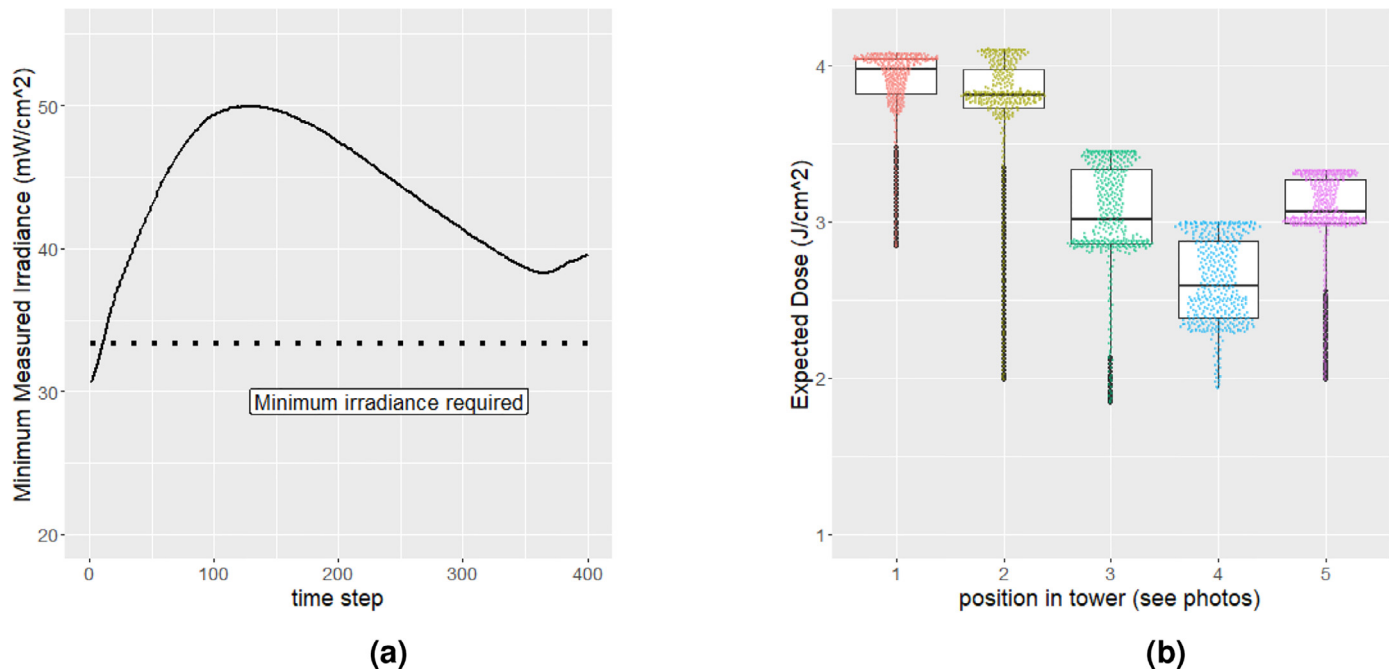 Minimum Measured Irradiance (mW/cm^2)
50
40
30
20
Minimum irradiance required
0
100
200
300
400
time step
(a)
Expected Dose (J/cm^2)
4
3
2
1
1
2
3
4
5
position in tower (see photos)
(b)